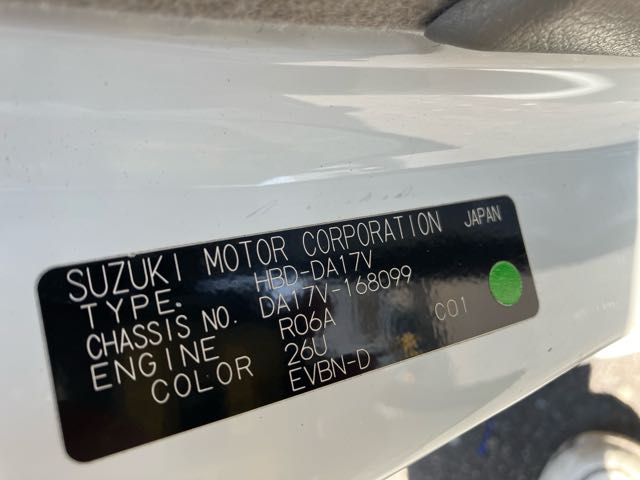 SUZUKI MOTOR CORPORATION JAPAN
TYPE. HBD-DA17V
CHASSIS NO. DA17V-168099
ENGINE R06A C01
COLOR 26U
EVBN-D